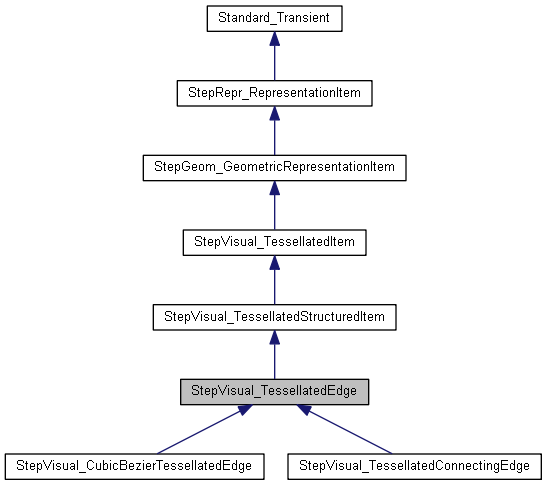 Standard_Transient
StepRepr_RepresentationItem
StepGeom_GeometricRepresentationItem
StepVisual_TessellatedItem
StepVisual_TessellatedStructuredItem
StepVisual_TessellatedEdge
StepVisual_CubicBezierTessellatedEdge
StepVisual_TessellatedConnectingEdge